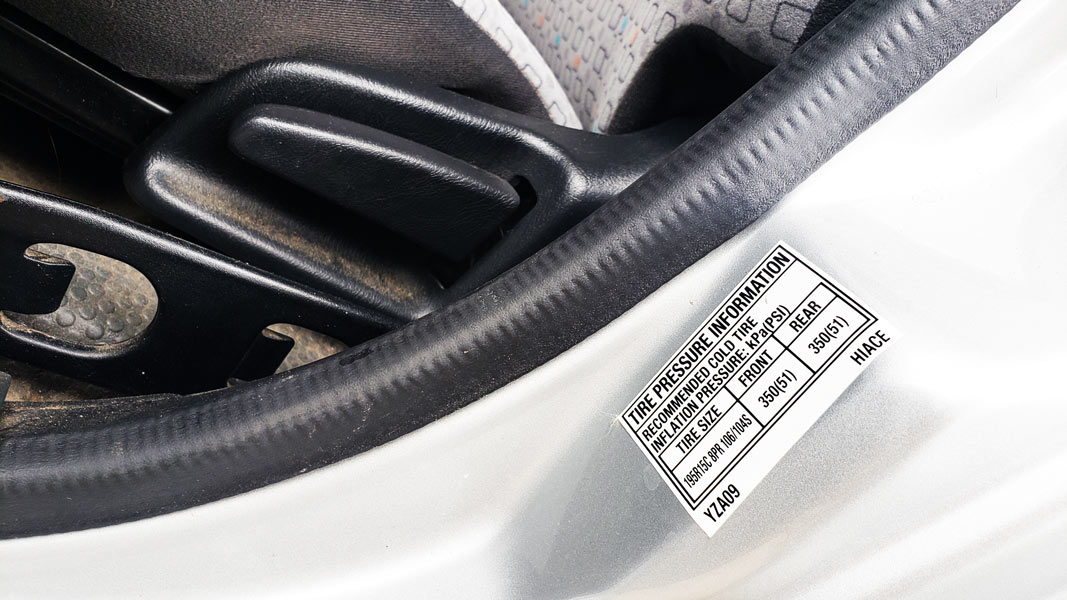 TIRE PRESSURE INFORMATION
RECOMMENDED COLD TIRE
INFLATION PRESSURE: kPa(PSI)
TIRE SIZE FRONT REAR
195R15C 8PR 106/104S 350(51) 350(51)
YZA09 HIACE